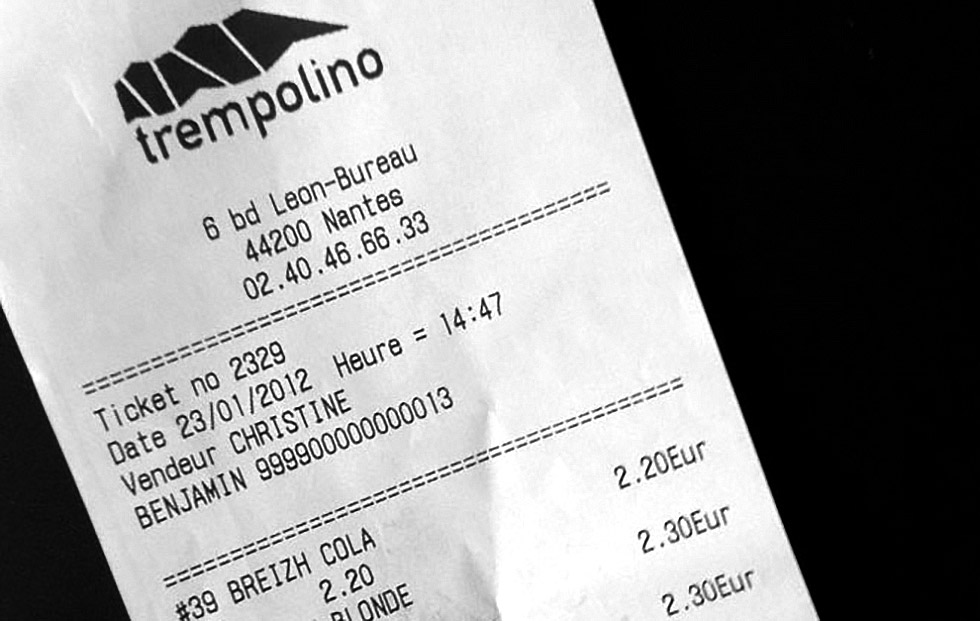 trempolino
6 bd Leon-Bureau
44200 Nantes
02.40.46.66.33
==========================================
Ticket no 2329
Date 23/01/2012 Heure = 14:47
Vendeur CHRISTINE
BENJAMIN 9999000000000013
==========================================
#39 BREIZH COLA 2.20Eur
2.20 2.30Eur
BLONDE 2.30Eur